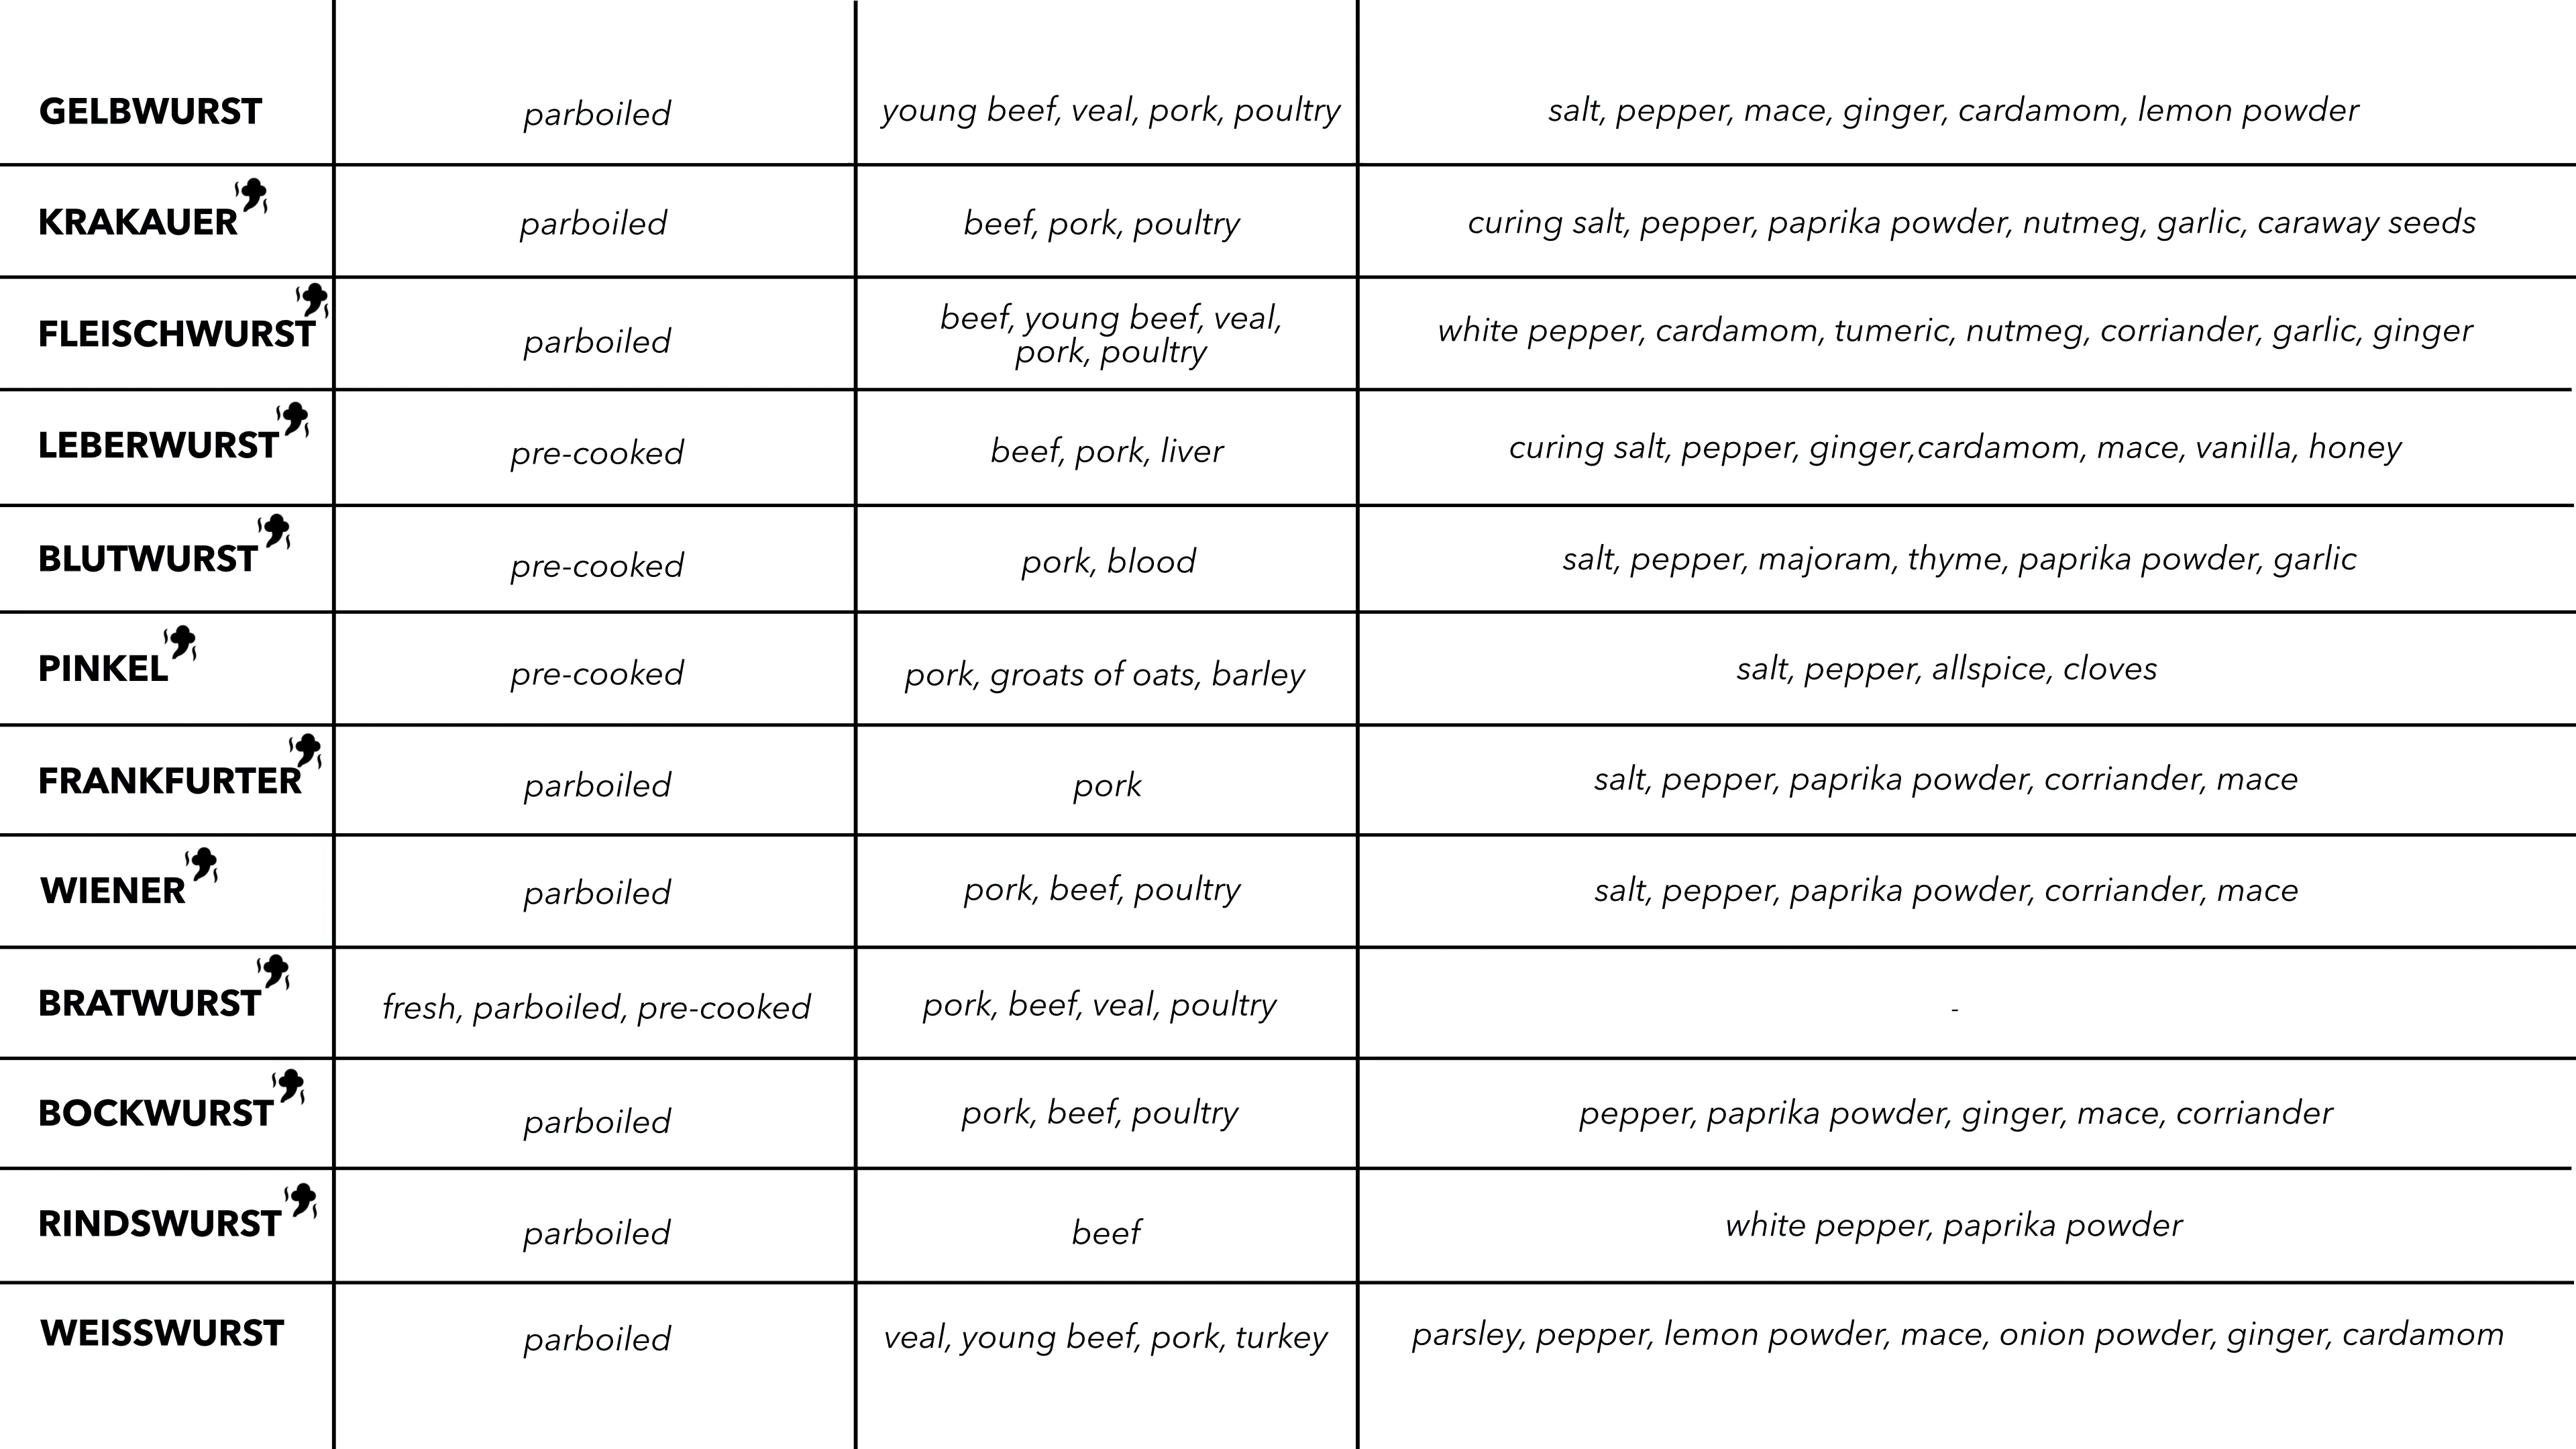 GELBWURST parboiled young beef, veal, pork, poultry salt, pepper, mace, ginger, cardamom, lemon powder
KRAKAUER parboiled beef, pork, poultry curing salt, pepper, paprika powder, nutmeg, garlic, caraway seeds
FLEISCHWURST parboiled beef, young beef, veal, white pepper, cardamom, tumeric, nutmeg, corriander, garlic, ginger
pork, poultry
LEBERWURST pre-cooked beef, pork, liver curing salt, pepper, ginger,cardamom, mace, vanilla, honey
BLUTWURST pre-cooked pork, blood salt, pepper, majoram, thyme, paprika powder, garlic
PINKEL pre-cooked pork, groats of oats, barley salt, pepper, allspice, cloves
FRANKFURTER parboiled pork salt, pepper, paprika powder, corriander, mace
WIENER parboiled pork, beef, poultry salt, pepper, paprika powder, corriander, mace
BRATWURST fresh, parboiled, pre-cooked pork, beef, veal, poultry -
BOCKWURST parboiled pork, beef, poultry pepper, paprika powder, ginger, mace, corriander
RINDSWURST parboiled beef white pepper, paprika powder
WEISSWURST parboiled veal, young beef, pork, turkey parsley, pepper, lemon powder, mace, onion powder, ginger, cardamom